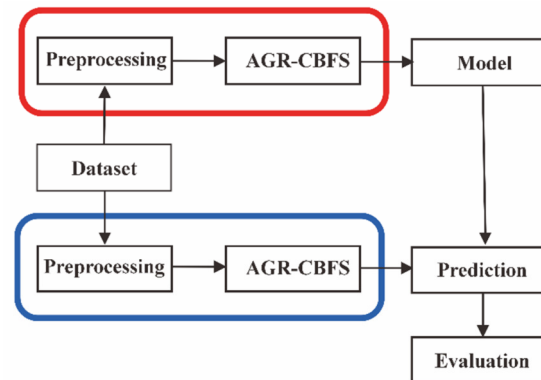 Preprocessing
AGR-CBFS
Model
Dataset
Preprocessing
AGR-CBFS
Prediction
Evaluation